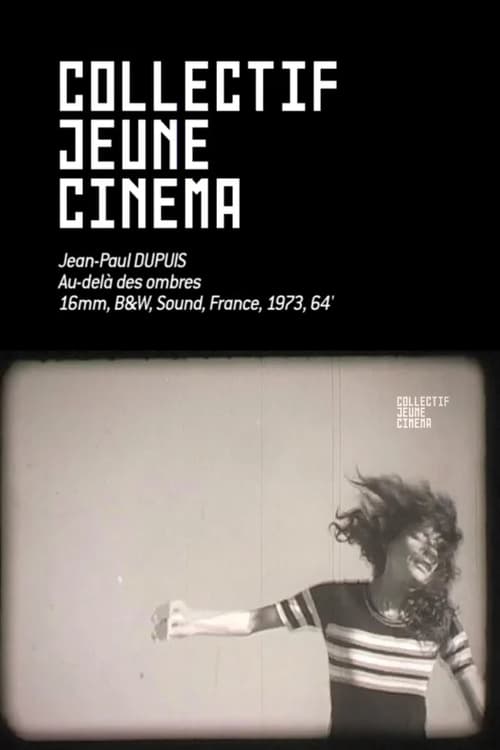 COLLECTIF
JEUNE
CINEMA
Jean-Paul DUPUIS
Au-delà des ombres
16mm, B&W, Sound, France, 1973, 64'
COLLECTIF
JEUNE
CINEMA